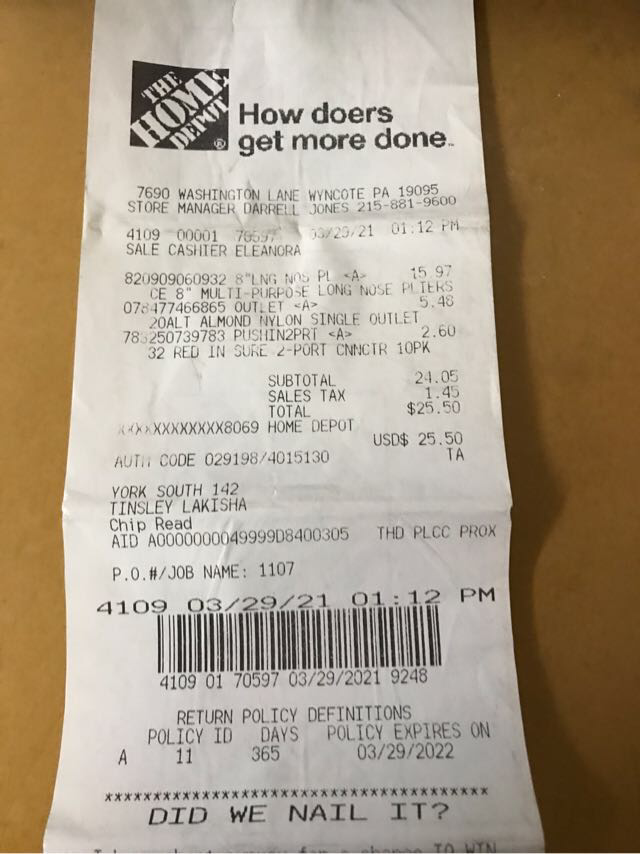 THE
HOME
DEPOT
®
How doers
get more done.™
7690 WASHINGTON LANE WYNCOTE PA 19095
STORE MANAGER DARRELL JONES 215-881-9600
4109 00001 70597 03/29/21 01:12 PM
SALE CASHIER ELEANORA
820909060932 8"LNG NOS PL <A> 15.97
CE 8" MULTI-PURPOSE LONG NOSE PLIERS
078477466865 OUTLET <A> 5.48
20ALT ALMOND NYLON SINGLE OUTLET
783250739783 PUSHIN2PRT <A> 2.60
32 RED IN SURE 2-PORT CNNCTR 10PK
SUBTOTAL 24.05
SALES TAX 1.45
TOTAL $25.50
XXXXXXXXXXXX8069 HOME DEPOT
USD$ 25.50
AUTH CODE 029198/4015130 TA
YORK SOUTH 142
TINSLEY LAKISHA
Chip Read
AID A0000000049999D8400305 THD PLCC PROX
P.O.#/JOB NAME: 1107
4109 03/29/21 01:12 PM
4109 01 70597 03/29/2021 9248
RETURN POLICY DEFINITIONS
POLICY ID DAYS POLICY EXPIRES ON
A 11 365 03/29/2022
****************************************
DID WE NAIL IT?
for a chance TO WIN